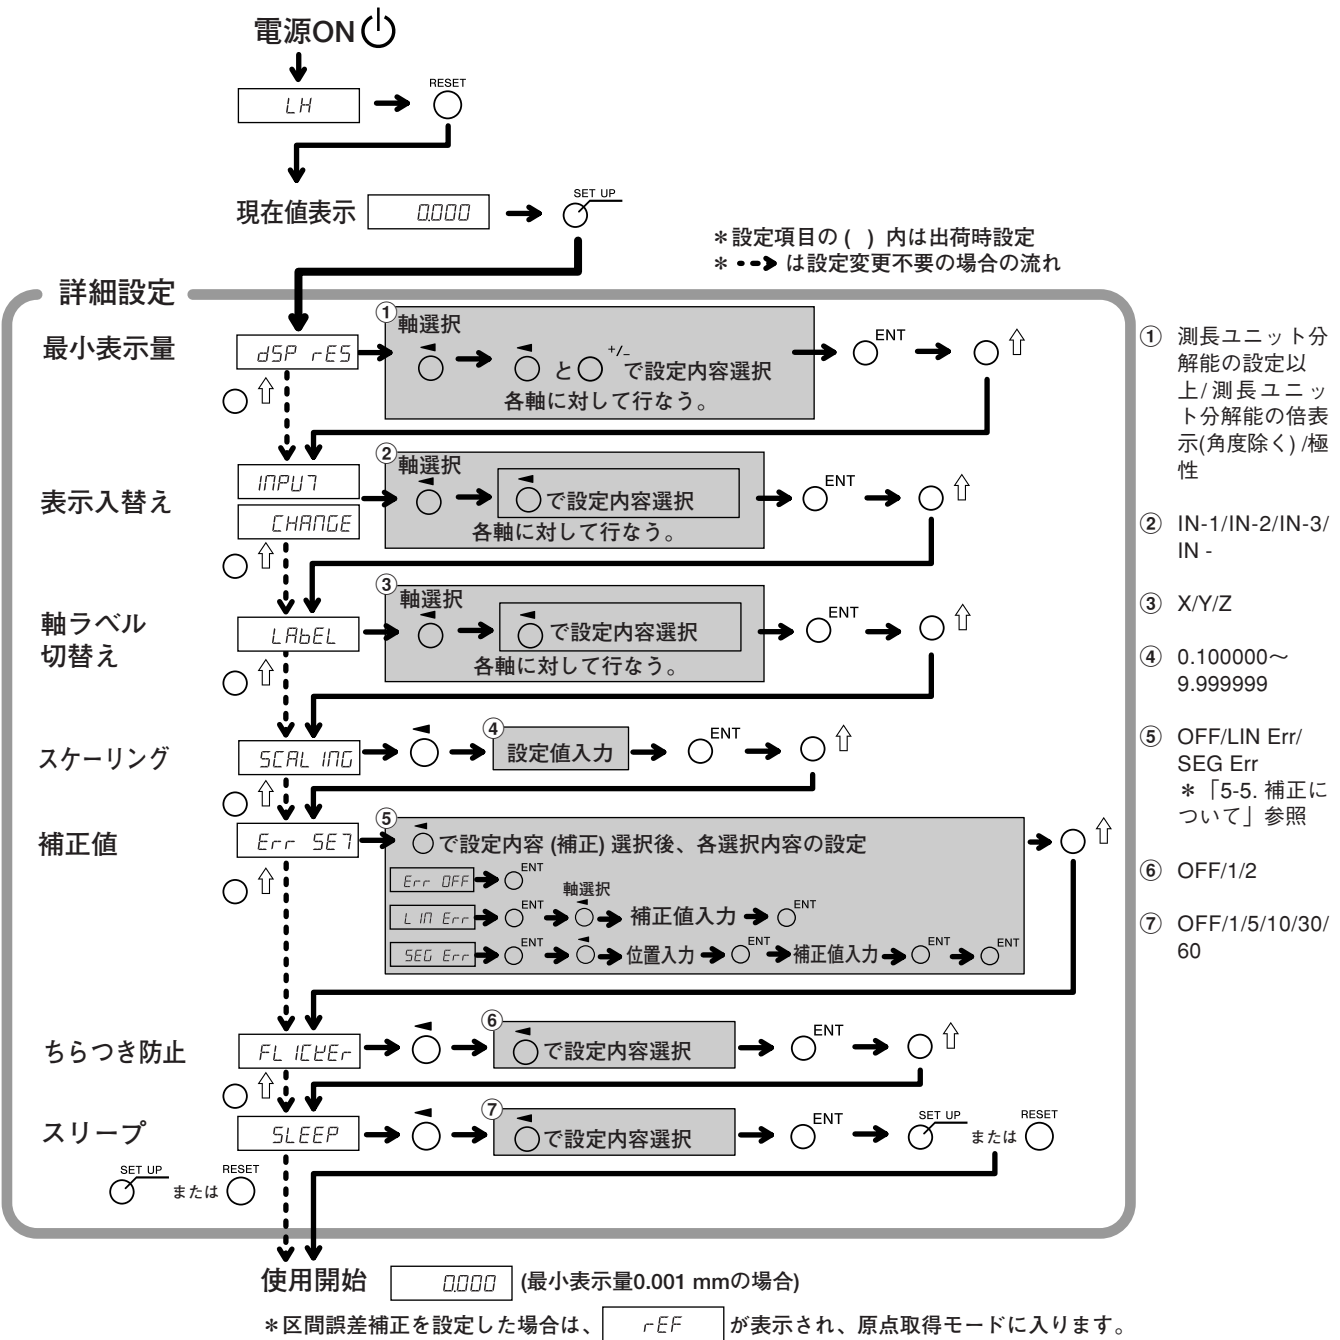 電源ON
LH
RESET
現在値表示
0.000
SET UP
＊設定項目の ( ) 内は出荷時設定
＊ は設定変更不要の場合の流れ
詳細設定
最小表示量
dSP rES
① 軸選択
と +/- で設定内容選択
各軸に対して行なう。
ENT
表示入替え
INPUT
CHANGE
② 軸選択
で設定内容選択
各軸に対して行なう。
ENT
軸ラベル
切替え
LAbEL
③ 軸選択
で設定内容選択
各軸に対して行なう。
ENT
スケーリング
SCALING
④ 設定値入力
ENT
補正値
Err SET
⑤ で設定内容 (補正) 選択後、各選択内容の設定
Err OFF ENT
LIN Err ENT 軸選択 補正値入力 ENT
SEG Err ENT 位置入力 ENT 補正値入力 ENT ENT
ちらつき防止
FLICKEr
⑥ で設定内容選択
ENT
スリープ
SLEEP
⑦ で設定内容選択
ENT
SET UP または RESET
SET UP または RESET
使用開始
0.000
(最小表示量0.001 mmの場合)
＊区間誤差補正を設定した場合は、 rEF が表示され、原点取得モードに入ります。
① 測長ユニット分
解能の設定以
上/測長ユニッ
ト分解能の倍表
示(角度除く)/極
性
② IN-1/IN-2/IN-3/
IN -
③ X/Y/Z
④ 0.100000～
9.999999
⑤ OFF/LIN Err/
SEG Err
＊「5-5. 補正に
ついて」参照
⑥ OFF/1/2
⑦ OFF/1/5/10/30/
60